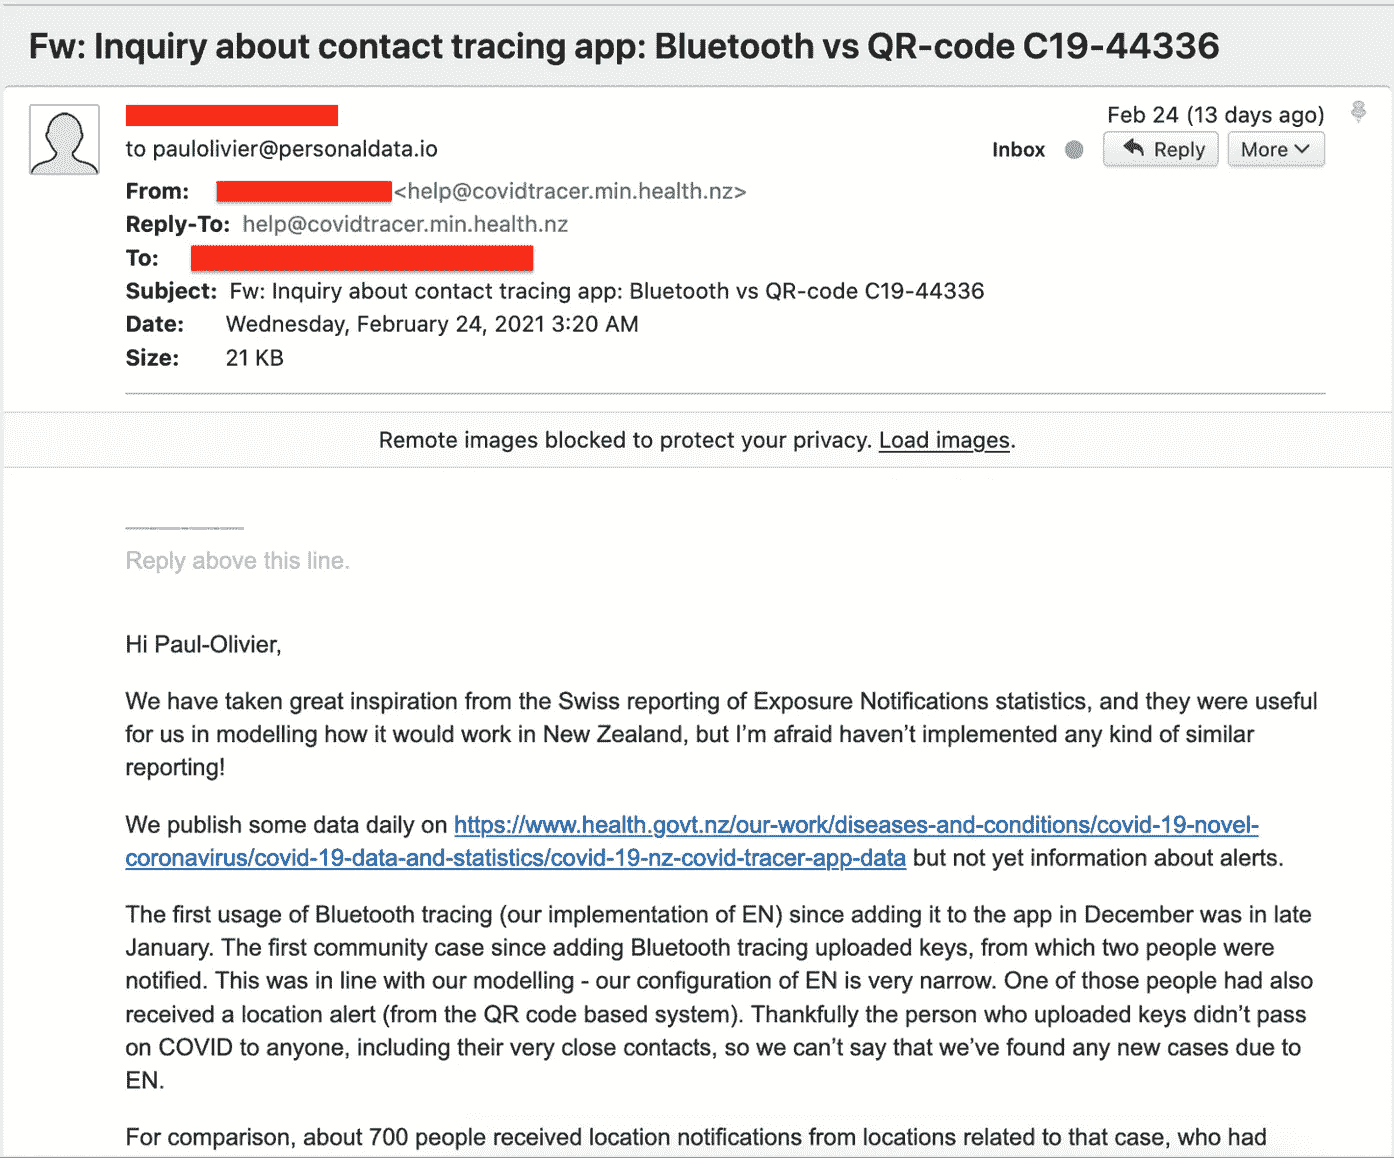 Fw: Inquiry about contact tracing app: Bluetooth vs QR-code C19-44336
Feb 24 (13 days ago)
to paulolivier@personaldata.io
Inbox
Reply
More
From: <help@covidtracer.min.health.nz>
Reply-To: help@covidtracer.min.health.nz
To:
Subject: Fw: Inquiry about contact tracing app: Bluetooth vs QR-code C19-44336
Date: Wednesday, February 24, 2021 3:20 AM
Size: 21 KB
Remote images blocked to protect your privacy. Load images.
Reply above this line.
Hi Paul-Olivier,
We have taken great inspiration from the Swiss reporting of Exposure Notifications statistics, and they were useful
for us in modelling how it would work in New Zealand, but I'm afraid haven't implemented any kind of similar
reporting!
We publish some data daily on https://www.health.govt.nz/our-work/diseases-and-conditions/covid-19-novel-
coronavirus/covid-19-data-and-statistics/covid-19-nz-covid-tracer-app-data but not yet information about alerts.
The first usage of Bluetooth tracing (our implementation of EN) since adding it to the app in December was in late
January. The first community case since adding Bluetooth tracing uploaded keys, from which two people were
notified. This was in line with our modelling - our configuration of EN is very narrow. One of those people had also
received a location alert (from the QR code based system). Thankfully the person who uploaded keys didn't pass
on COVID to anyone, including their very close contacts, so we can't say that we've found any new cases due to
EN.
For comparison, about 700 people received location notifications from locations related to that case, who had